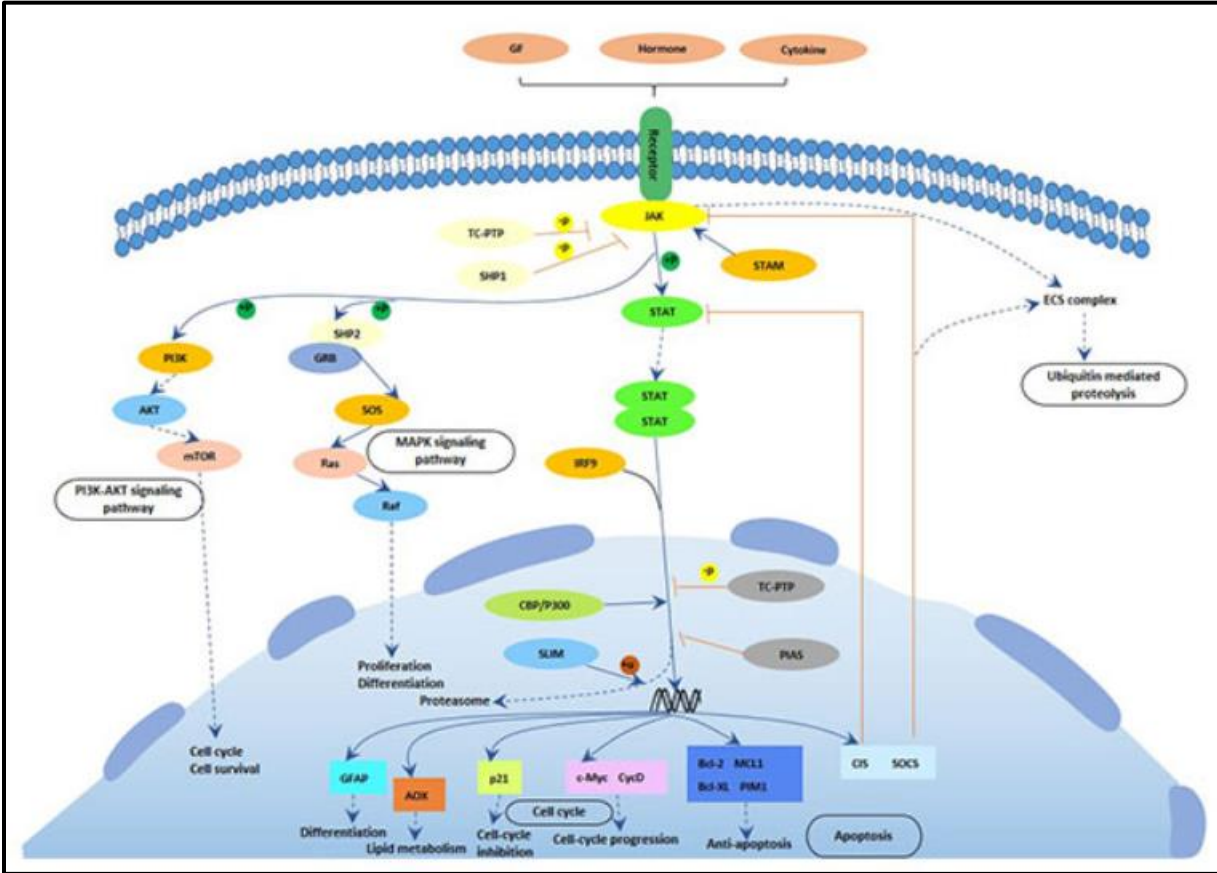 GF
Hormone
Cytokine
Receptor
JAK
TC-PTP
-P
-P
SHP1
STAM
+P
+P
+P
STAT
ECS complex
SHP2
GRB
PI3K
AKT
mTOR
SOS
Ras
Raf
MAPK signaling
pathway
PI3K-AKT signaling
pathway
STAT
STAT
Ubiquitin mediated
proteolysis
IRF9
-P
TC-PTP
CBP/P300
PIAS
SLIM
+u
Proliferation
Differentiation
Proteasome
Cell cycle
Cell survival
GFAP
AOX
p21
c-Myc CycD
Bcl-2 MCL1
Bcl-XL PIM1
CIS SOCS
Differentiation
Lipid metabolism
Cell-cycle
inhibition
Cell cycle
Cell-cycle progression
Anti-apoptosis
Apoptosis